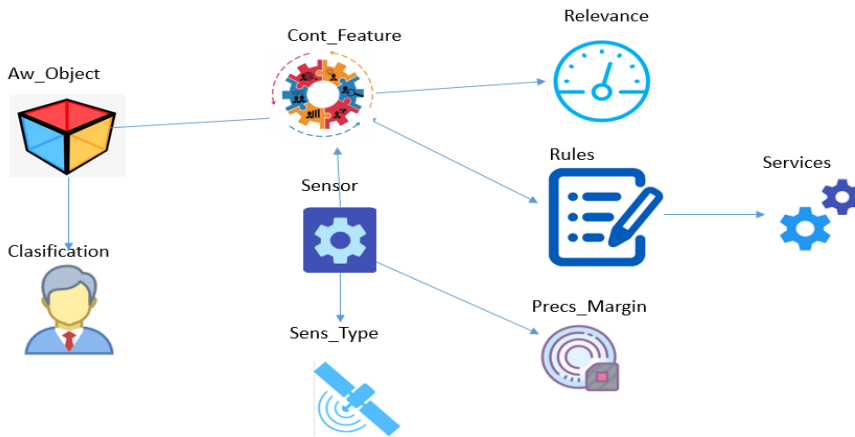 Relevance
Cont_Feature
Aw_Object
Rules
Services
Sensor
Clasification
Precs_Margin
Sens_Type